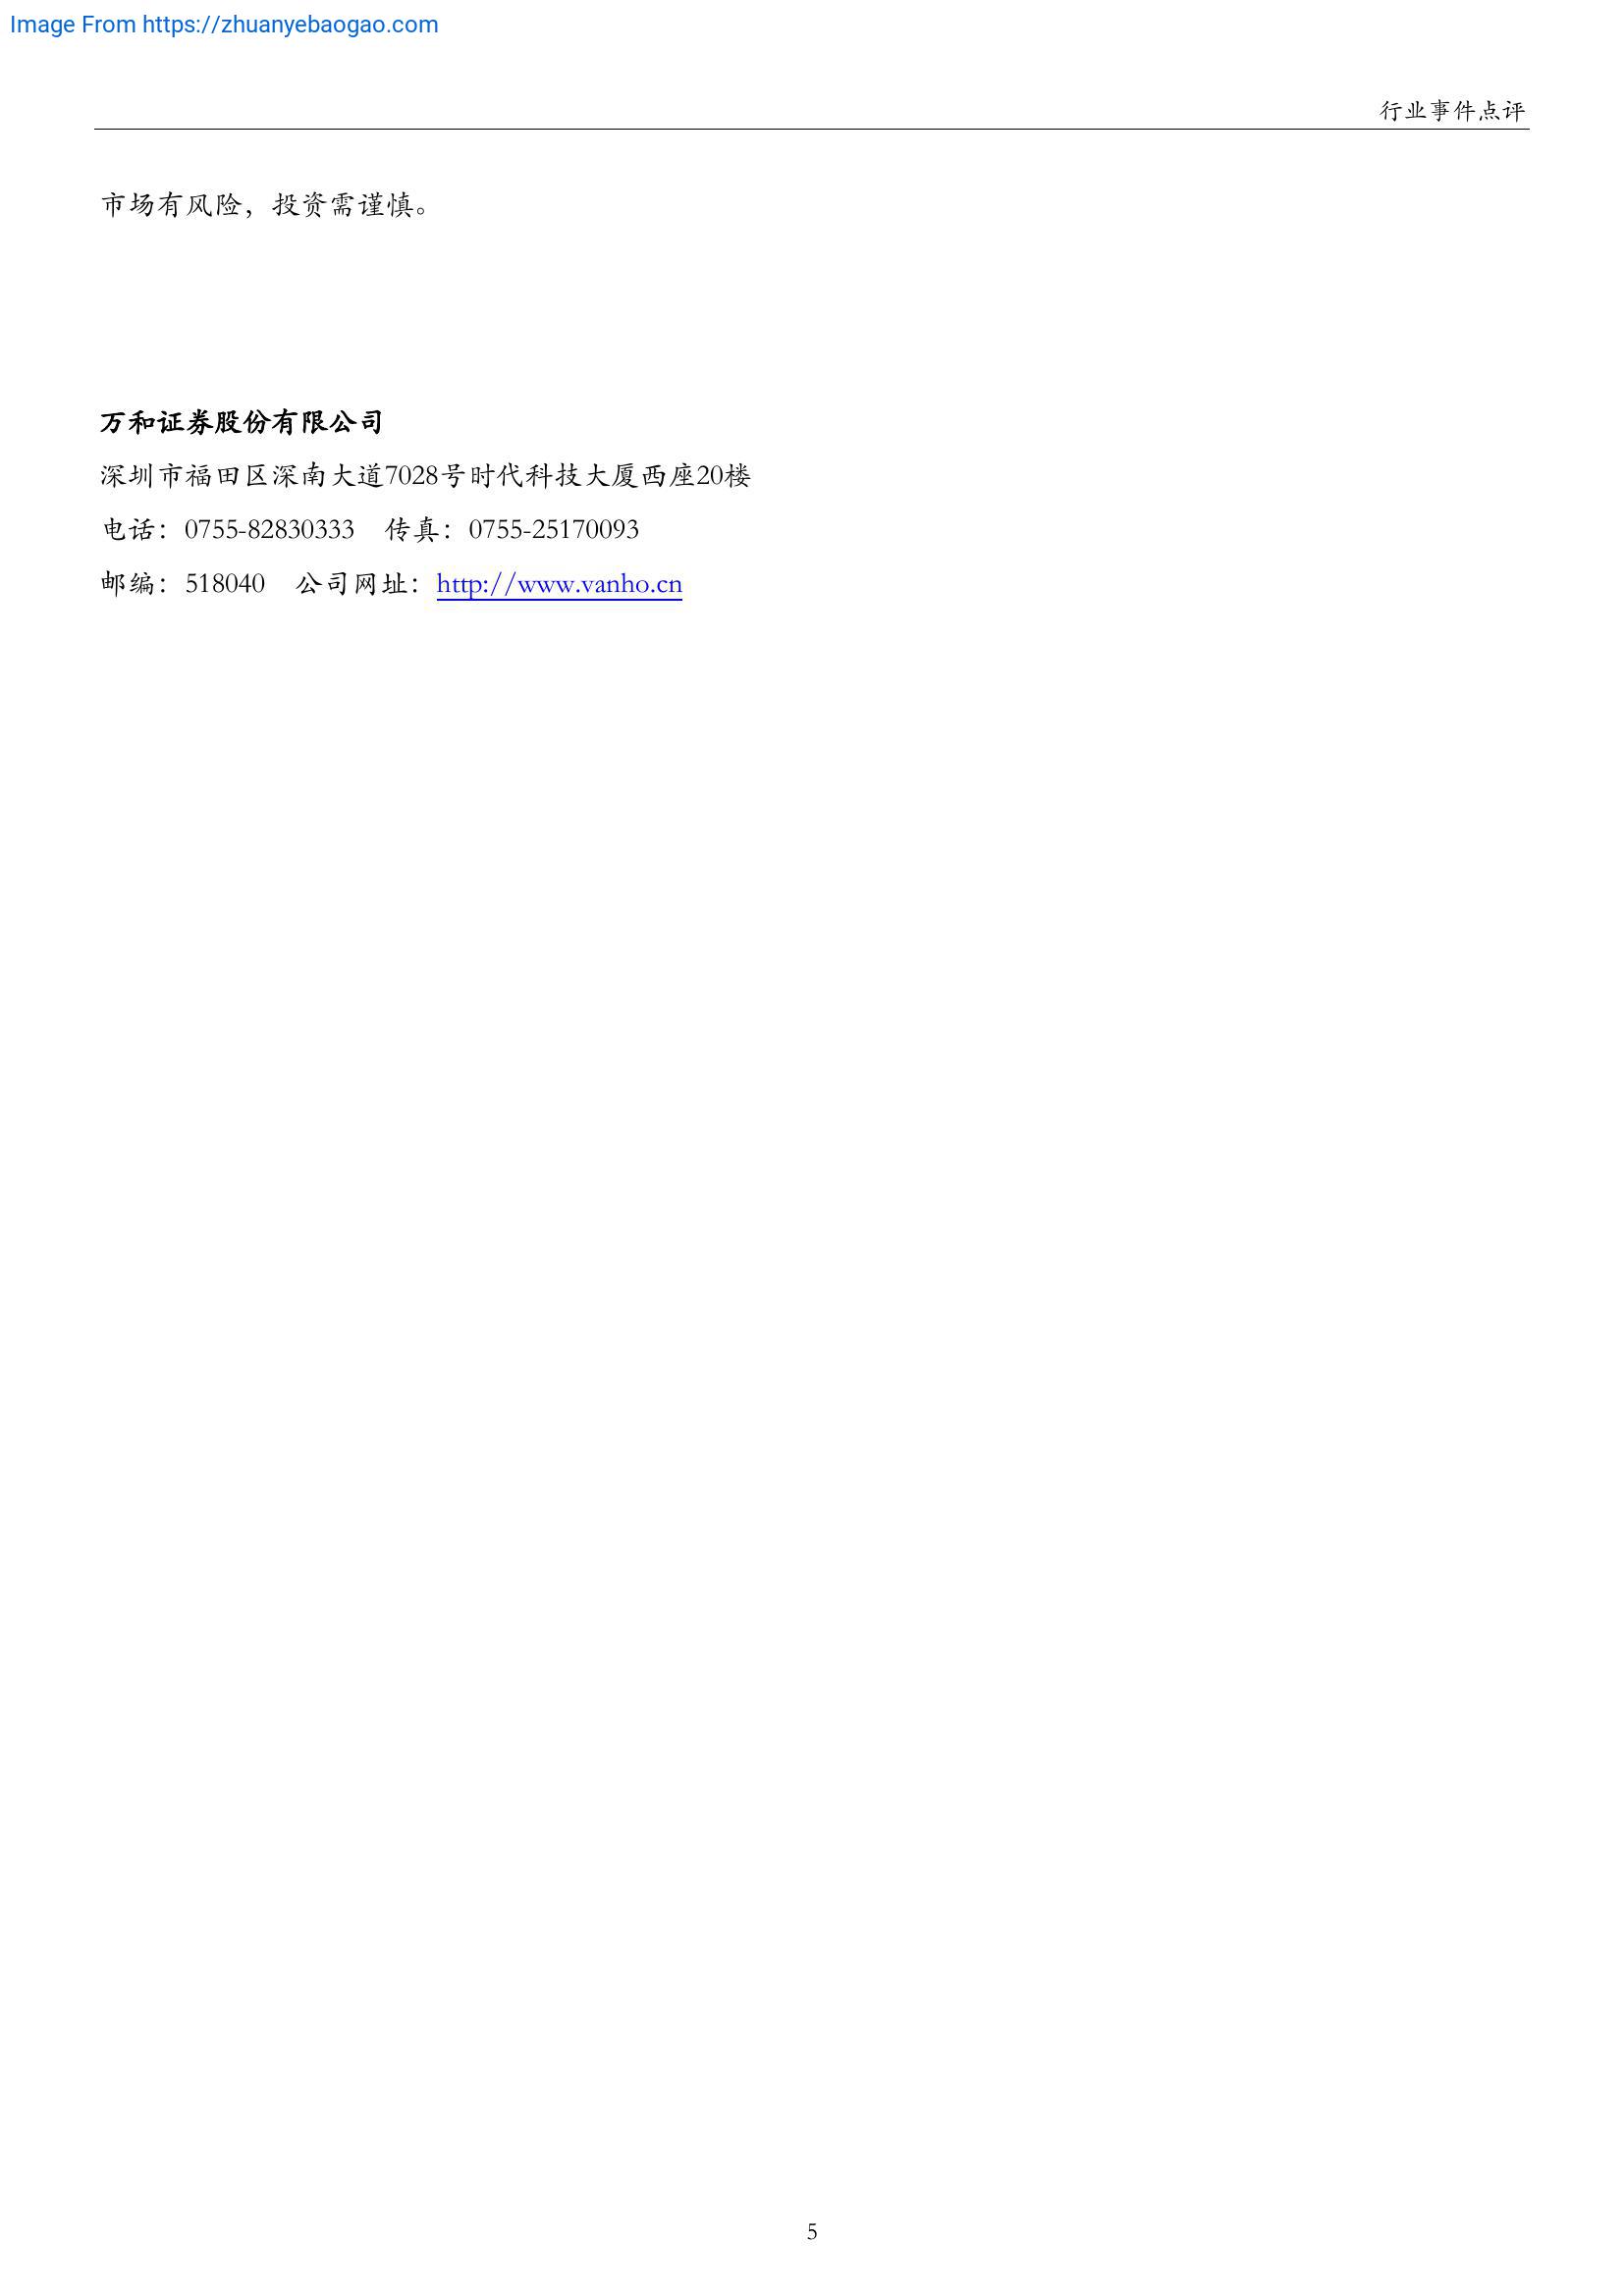 Image From https://zhuanyebaogao.com
行业事件点评
市场有风险，投资需谨慎。
万和证券股份有限公司
深圳市福田区深南大道7028号时代科技大厦西座20楼
电话：0755-82830333 传真：0755-25170093
邮编：518040 公司网址：http://www.vanho.cn
5